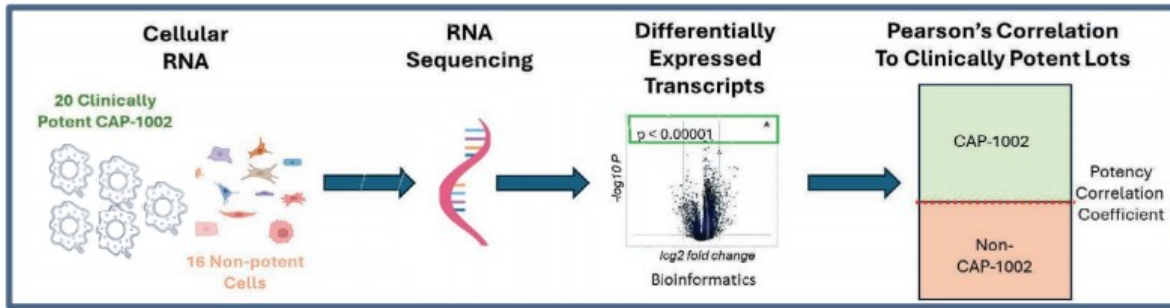 Cellular
RNA
20 Clinically
Potent CAP-1002
16 Non-potent
Cells
RNA
Sequencing
Differentially
Expressed
Transcripts
A
p < 0.00001
-log10 P
log2 fold change
Bioinformatics
Pearson's Correlation
To Clinically Potent Lots
CAP-1002
Non-
CAP-1002
Potency
Correlation
Coefficient